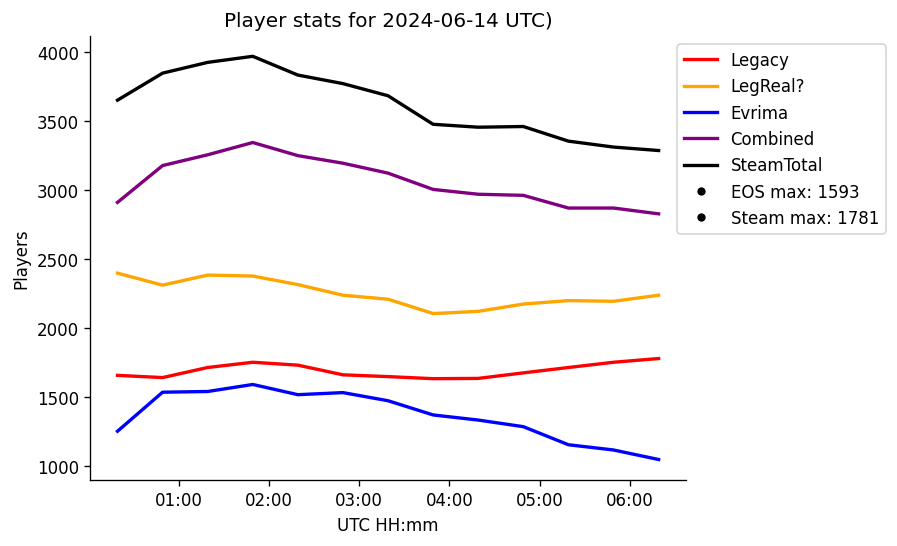 Player stats for 2024-06-14 UTC)
4000
3500
3000
2500
2000
1500
1000
Players
01:00
02:00
03:00
04:00
05:00
06:00
UTC HH:mm
Legacy
LegReal?
Evrima
Combined
SteamTotal
EOS max: 1593
Steam max: 1781